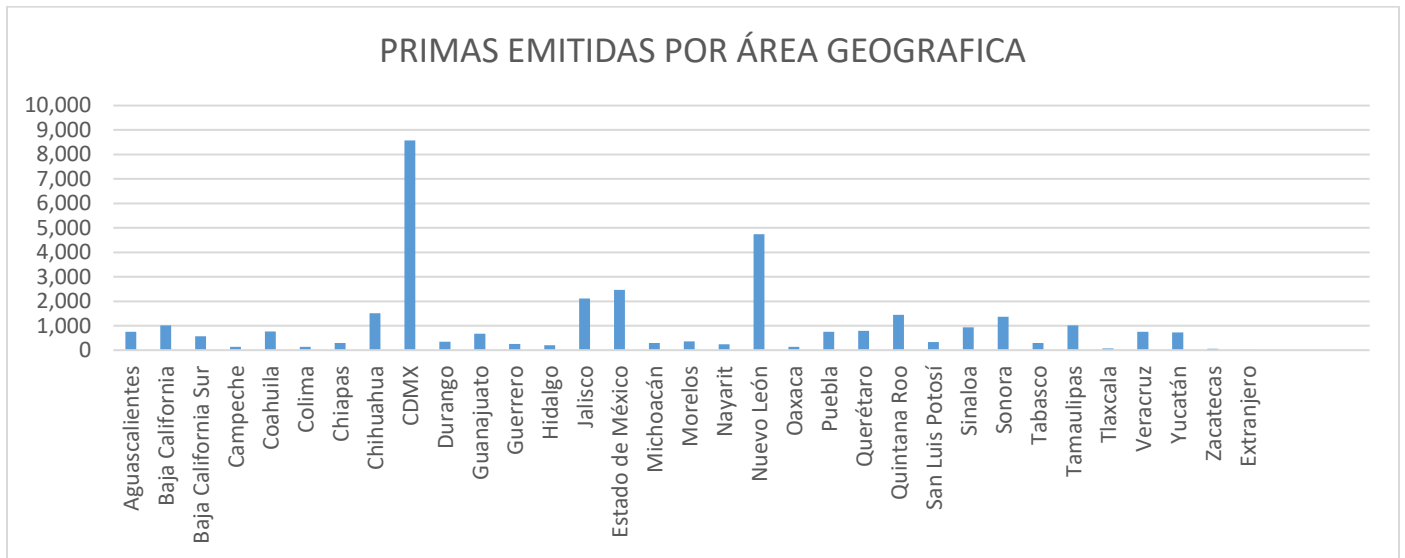 PRIMAS EMITIDAS POR ÁREA GEOGRAFICA
10,000
9,000
8,000
7,000
6,000
5,000
4,000
3,000
2,000
1,000
0
Aguascalientes
Baja California
Baja California Sur
Campeche
Coahuila
Colima
Chiapas
Chihuahua
CDMX
Durango
Guanajuato
Guerrero
Hidalgo
Jalisco
Estado de México
Michoacán
Morelos
Nayarit
Nuevo León
Oaxaca
Puebla
Querétaro
Quintana Roo
San Luis Potosí
Sinaloa
Sonora
Tabasco
Tamaulipas
Tlaxcala
Veracruz
Yucatán
Zacatecas
Extranjero